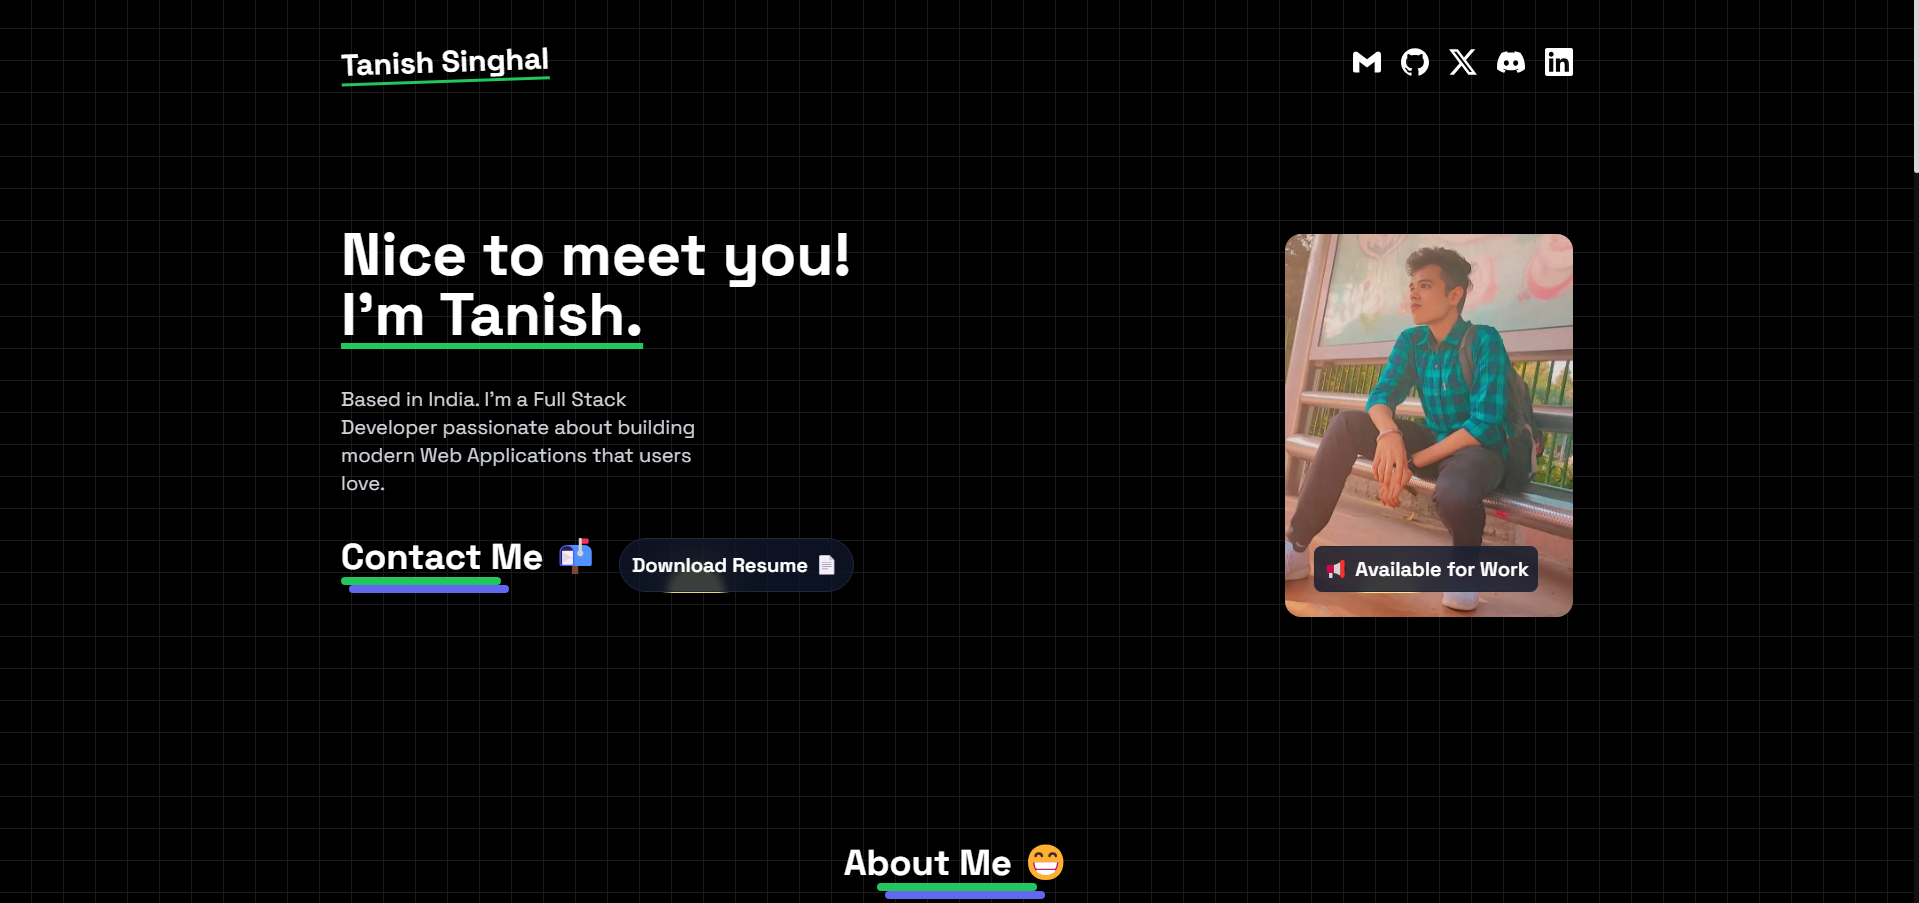 Tanish Singhal
Nice to meet you!
I'm Tanish.
Based in India. I'm a Full Stack
Developer passionate about building
modern Web Applications that users
love.
Contact Me
Download Resume
Available for Work
About Me